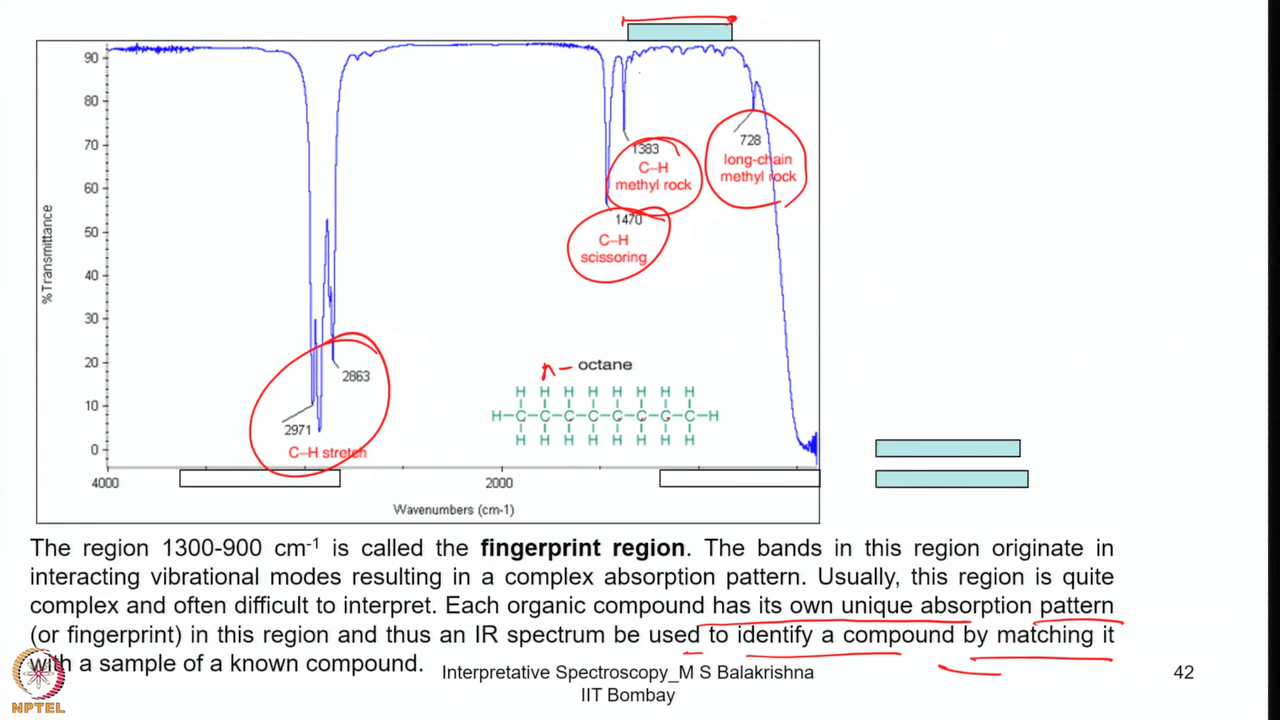 90
80
1383
728
70
C–H
long-chain
methyl rock
methyl rock
60
1470
50
C–H
scissoring
%Transmittance
40
30
20
n– octane
2863
H H H H H H H H
10
H–C–C–C–C–C–C–C–C–H
2971
H H H H H H H H
C–H stretch
0
4000
2000
Wavenumbers (cm-1)
The region 1300-900 cm-1 is called the fingerprint region. The bands in this region originate in
interacting vibrational modes resulting in a complex absorption pattern. Usually, this region is quite
complex and often difficult to interpret. Each organic compound has its own unique absorption pattern
(or fingerprint) in this region and thus an IR spectrum be used to identify a compound by matching it
with a sample of a known compound.
Interpretative Spectroscopy_M S Balakrishna
42
IIT Bombay
NPTEL